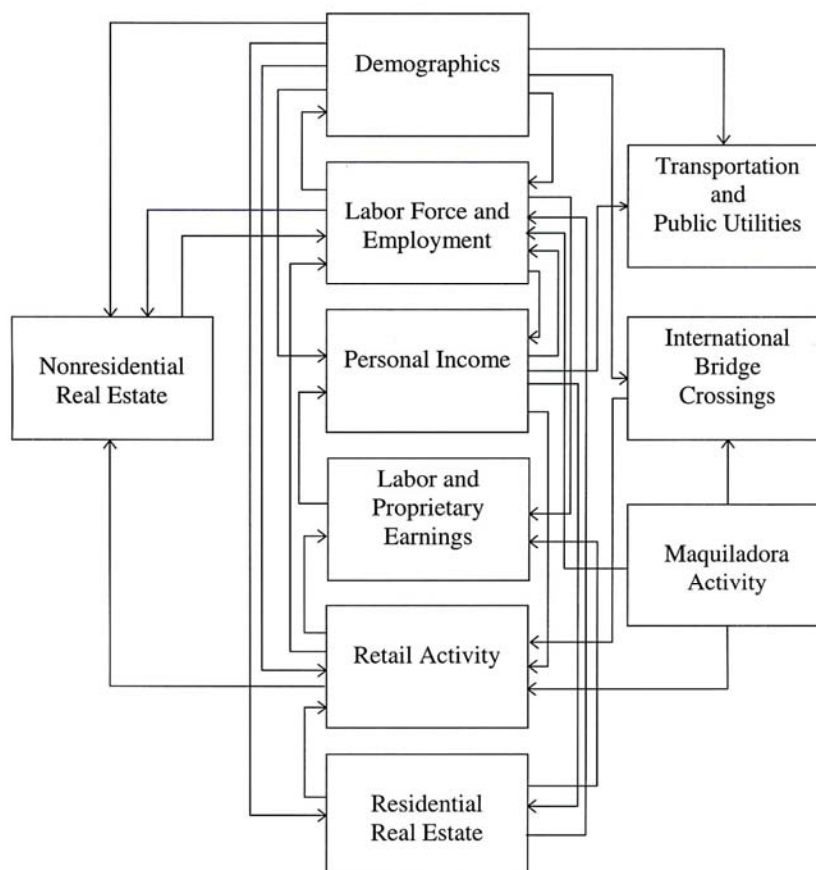 Demographics
Labor Force and
Employment
Transportation
and
Public Utilities
Nonresidential
Real Estate
Personal Income
International
Bridge
Crossings
Labor and
Proprietary
Earnings
Maquiladora
Activity
Retail Activity
Residential
Real Estate